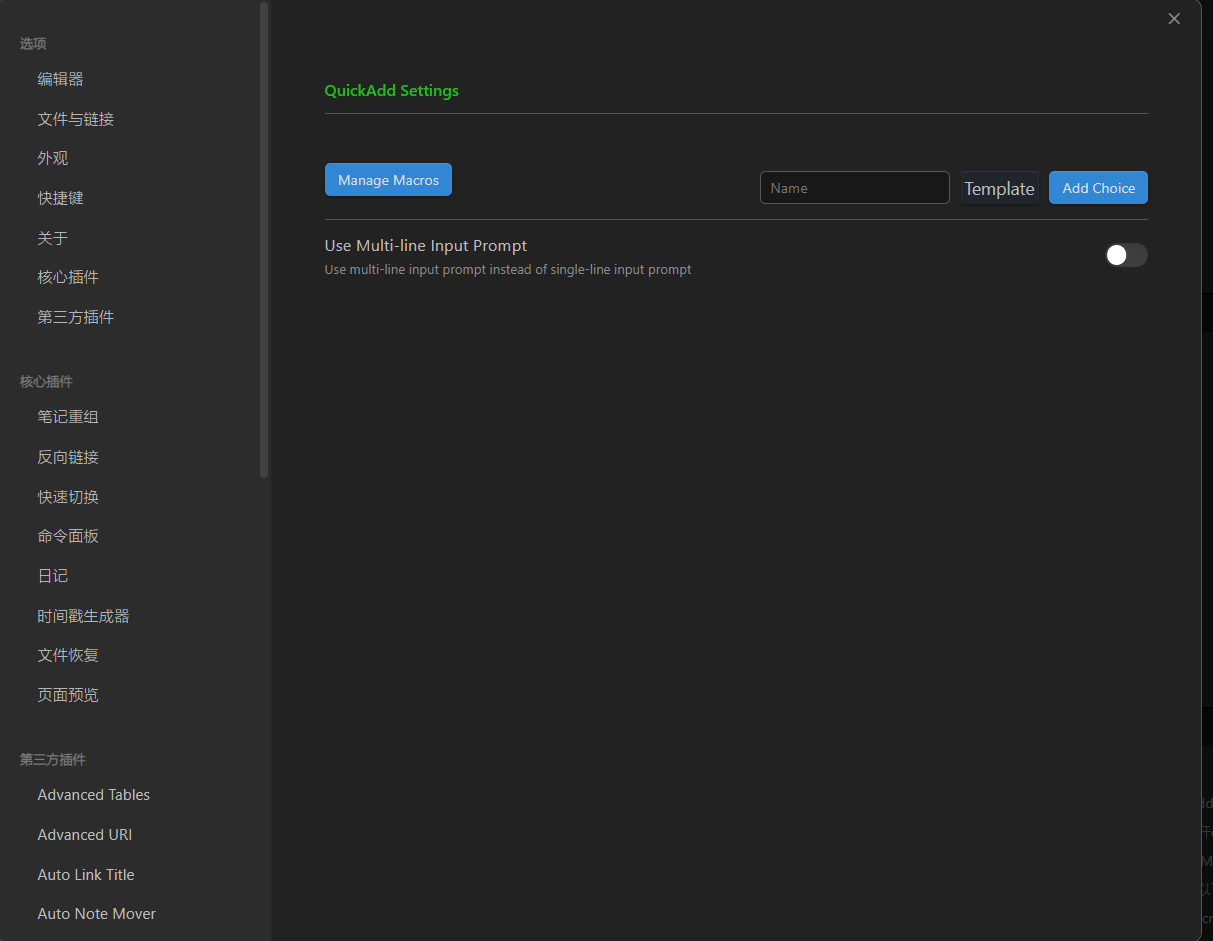 选项
编辑器
文件与链接
外观
快捷键
关于
核心插件
第三方插件
核心插件
笔记重组
反向链接
快速切换
命令面板
日记
时间戳生成器
文件恢复
页面预览
第三方插件
Advanced Tables
Advanced URI
Auto Link Title
Auto Note Mover
QuickAdd Settings
Manage Macros
Name
Template
Add Choice
Use Multi-line Input Prompt
Use multi-line input prompt instead of single-line input prompt